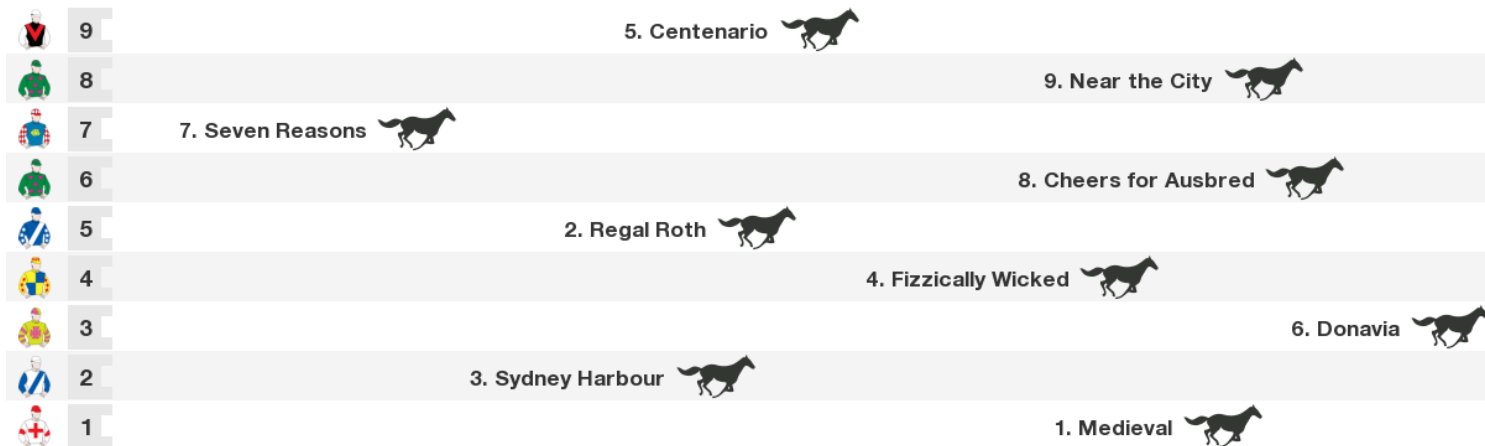 9 5. Centenario
8 9. Near the City
7 7. Seven Reasons
6 8. Cheers for Ausbred
5 2. Regal Roth
4 4. Fizzically Wicked
3 6. Donavia
2 3. Sydney Harbour
1 1. Medieval